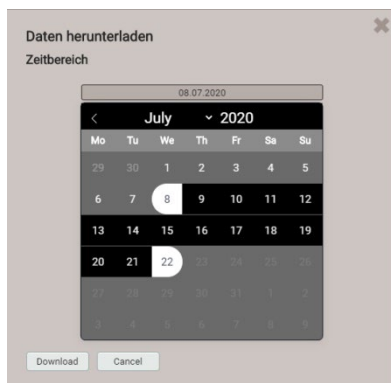 Daten herunterladen
Zeitbereich
08.07.2020
July 2020
Mo Tu We Th Fr Sa Su
29 30 1 2 3 4 5
6 7 8 9 10 11 12
13 14 15 16 17 18 19
20 21 22 23 24 25 26
27 28 29 30 31 1 2
3 4 5 6 7 8 9
Download Cancel